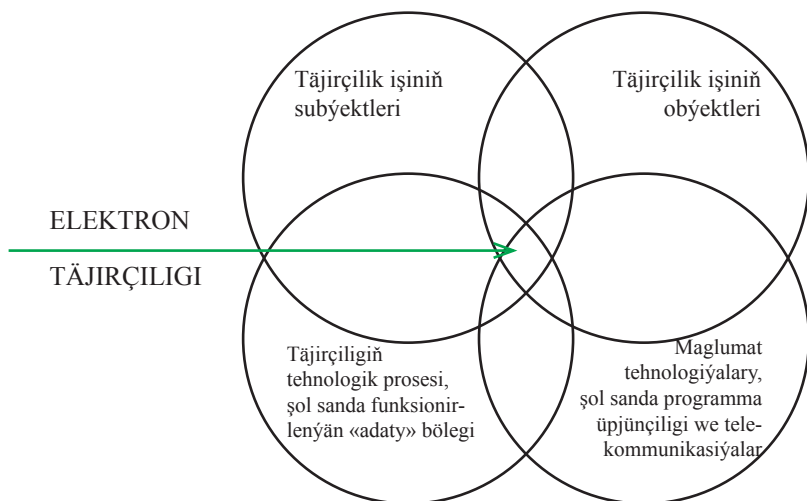 Täjirçilik işiniň
subýektleri
Täjirçilik işiniň
obýektleri
ELEKTRON
TÄJIRÇILIGI
Täjirçiligiň
tehnologik prosesi,
şol sanda funksionir-
lenýän «adaty» bölegi
Maglumat
tehnologiýalary,
şol sanda programma
üpjünçiligi we tele-
kommunikasiýalar